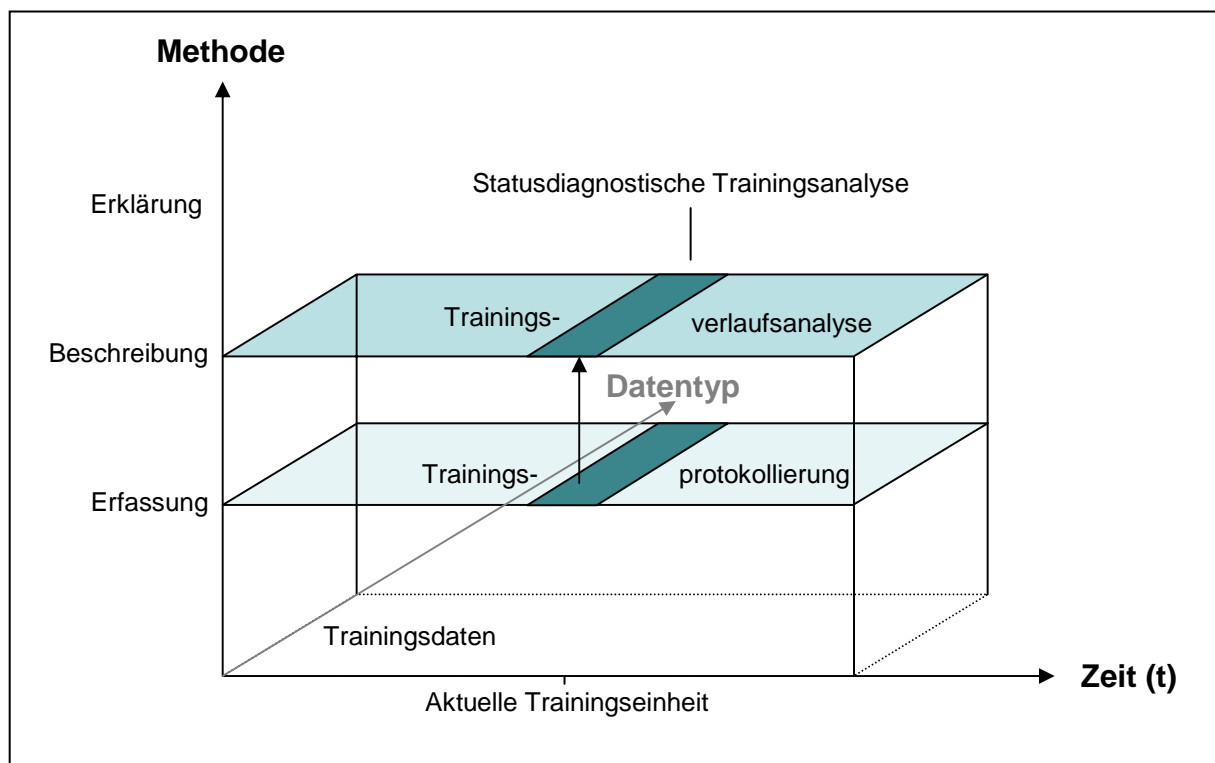 Methode
Statusdiagnostische Trainingsanalyse
Erklärung
Trainings-
verlaufsanalyse
Beschreibung
Datentyp
Trainings-
protokollierung
Erfassung
Trainingsdaten
Zeit (t)
Aktuelle Trainingseinheit